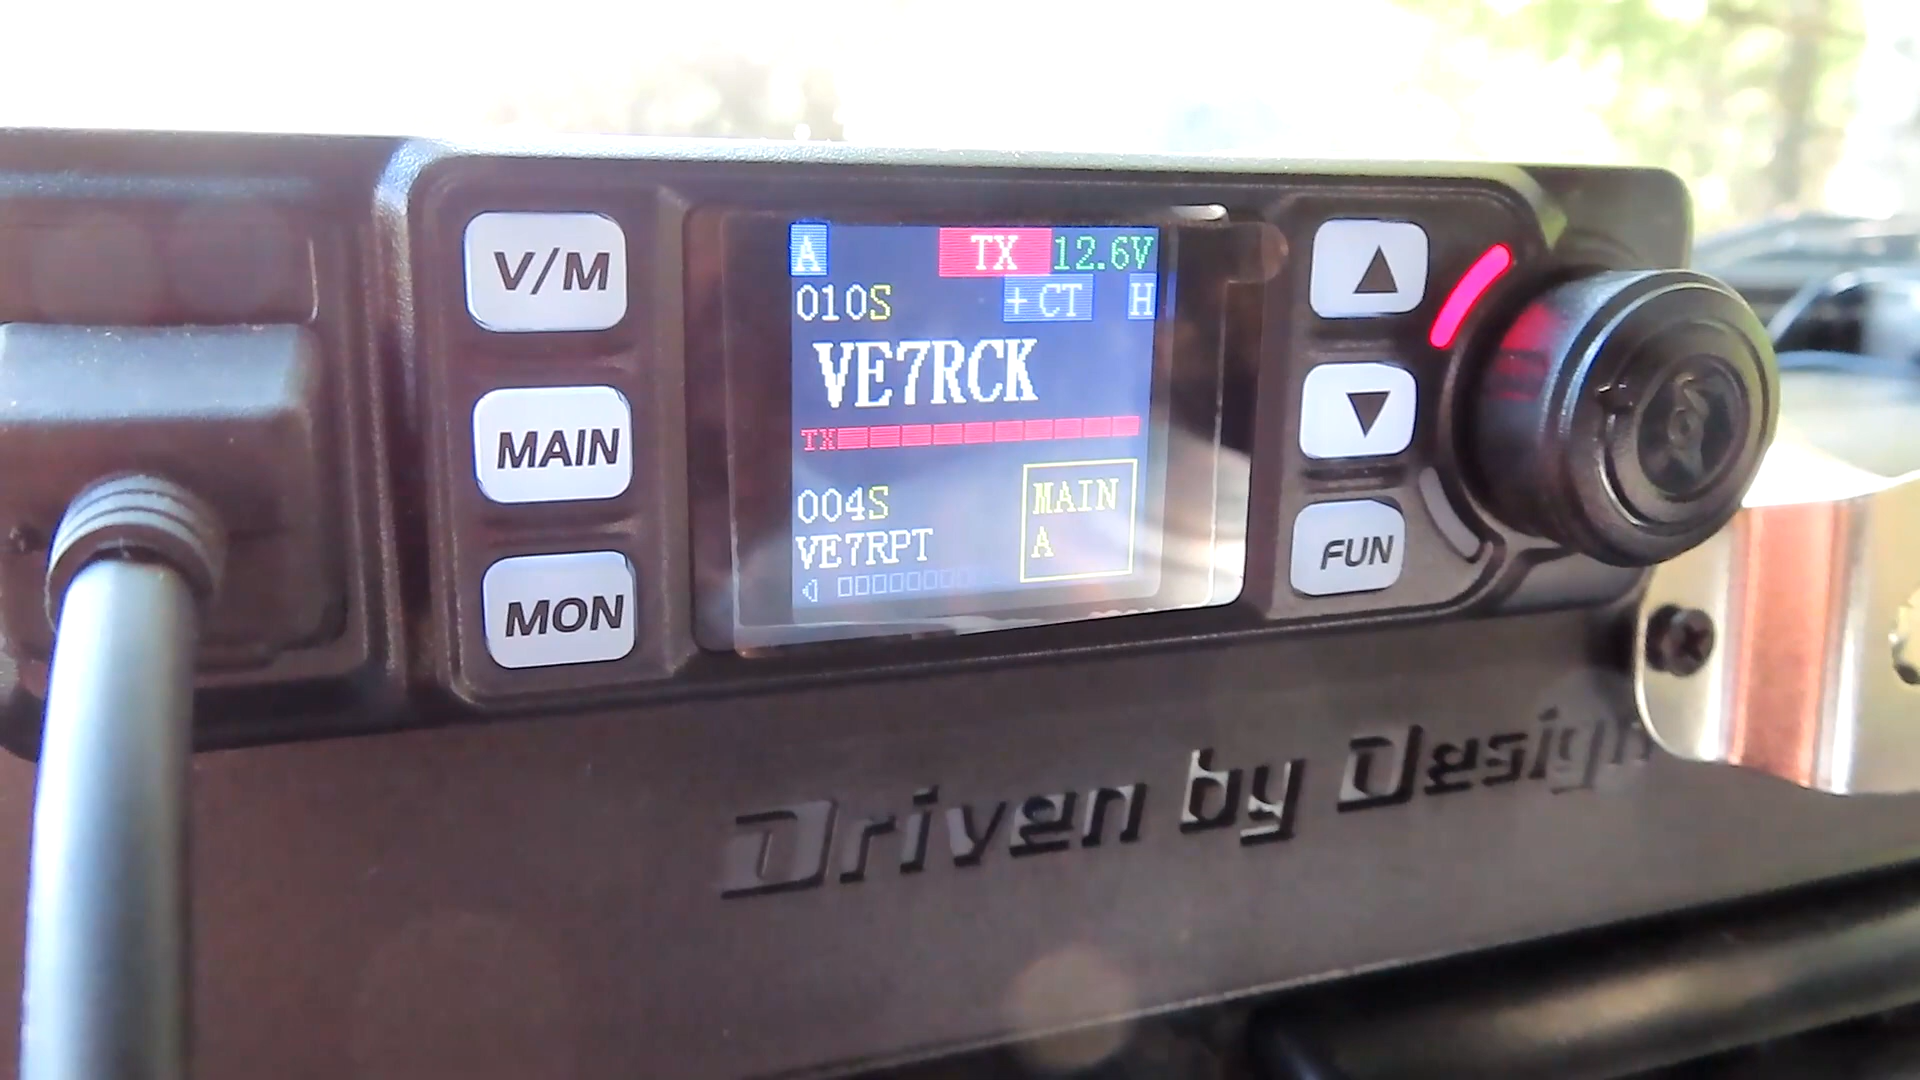 V/M
MAIN
MON
A TX 12.6V
010S +CT H
VE7RCK
TX
004S
VE7RPT
MAIN
A
▲
▼
FUN
Driven by Design